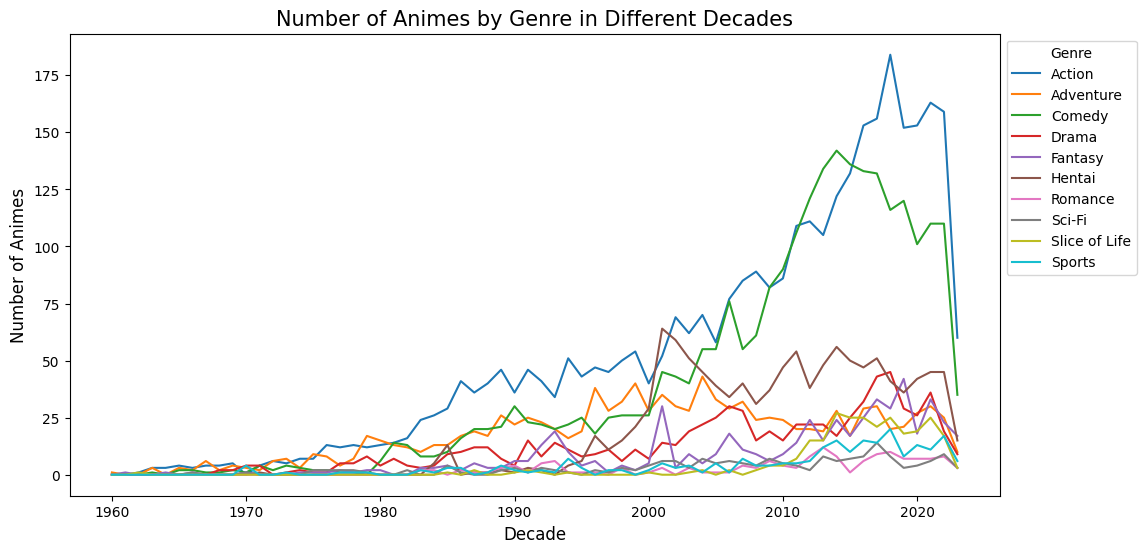 Number of Animes by Genre in Different Decades
Number of Animes
175
150
125
100
75
50
25
0
1960
1970
1980
1990
2000
2010
2020
Decade
Genre
Action
Adventure
Comedy
Drama
Fantasy
Hentai
Romance
Sci-Fi
Slice of Life
Sports